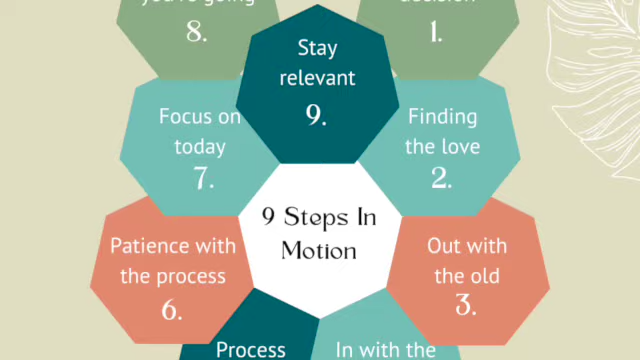 you're going
8.
decision
1.
Stay
relevant
9.
Focus on
today
7.
Finding
the love
2.
9 Steps In
Motion
Patience with
the process
6.
Out with
the old
3.
Process
In with the